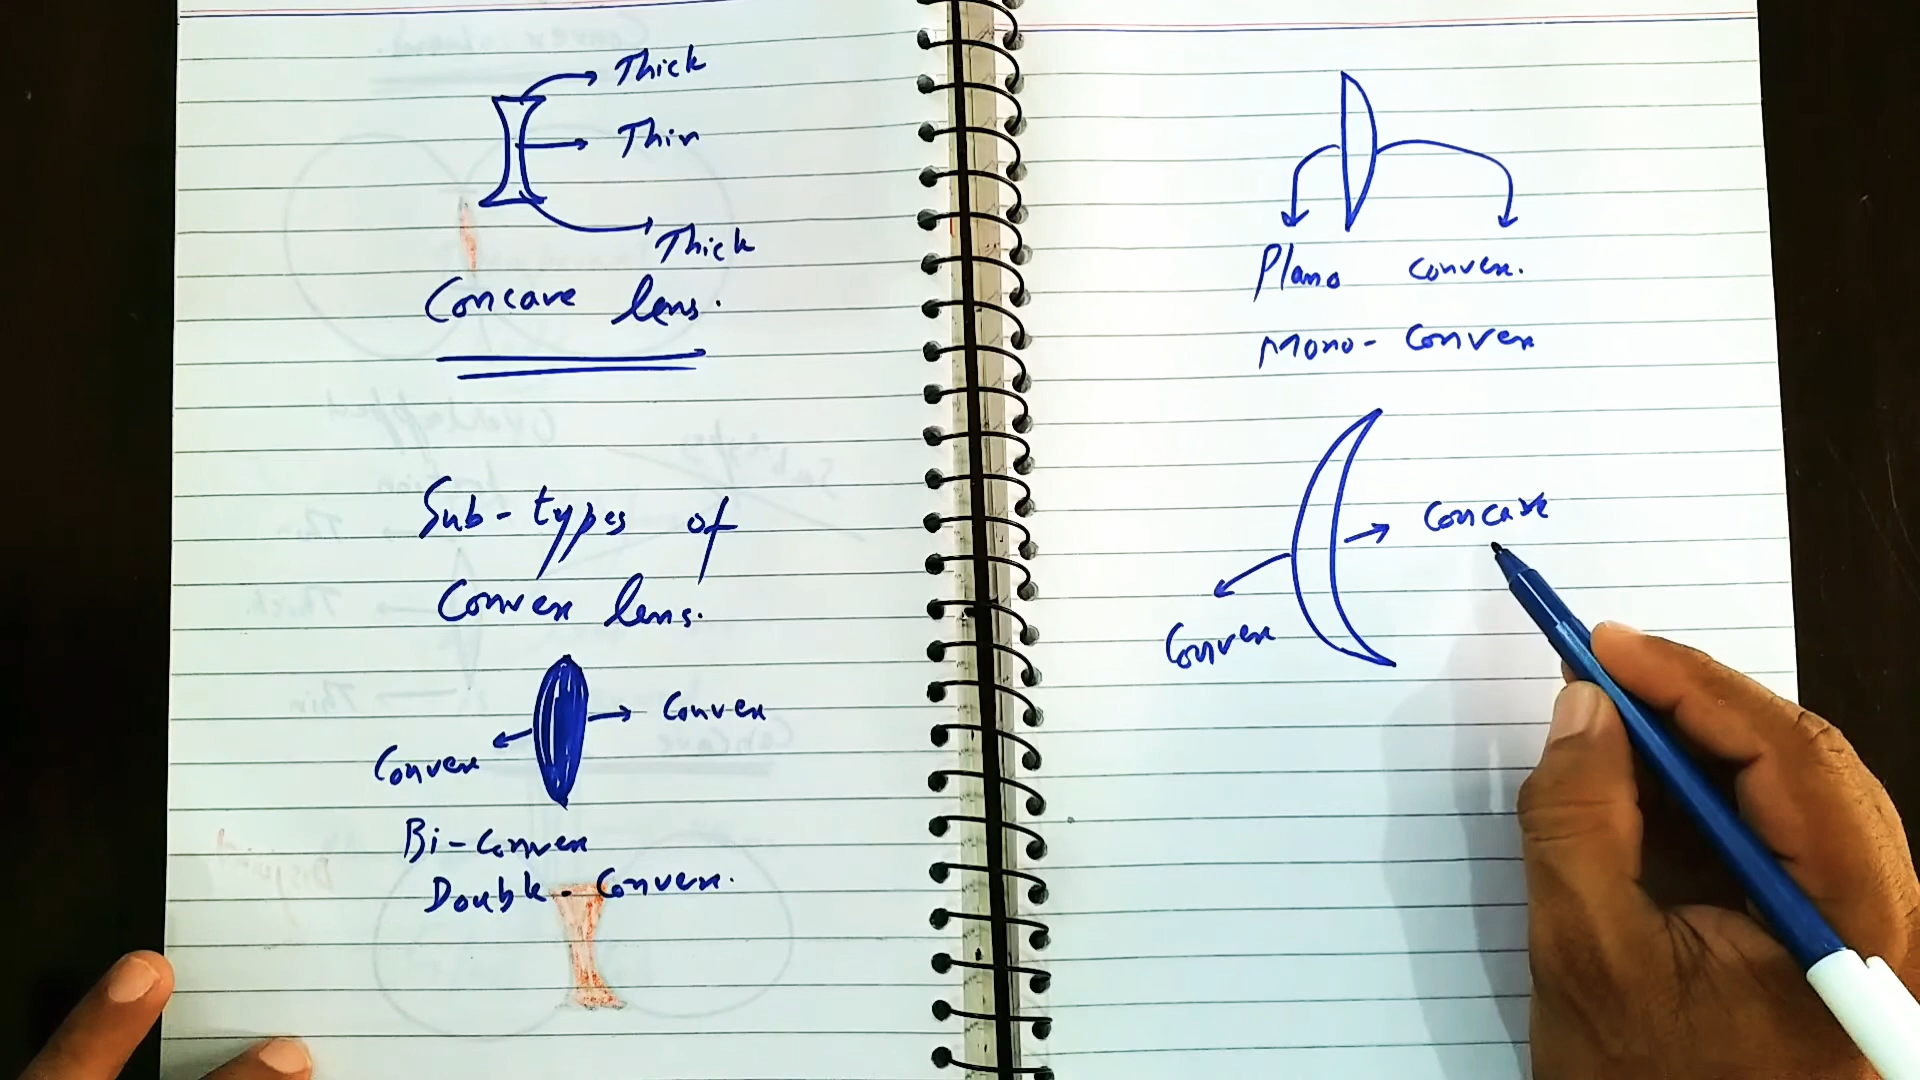 Thick
Thin
Thick
Concave lens.
Sub-types of
Convex lens.
Convex
Convex
Bi-Convex
Double-Convex.
Plano Convex.
Mono-Convex
Concave
Convex